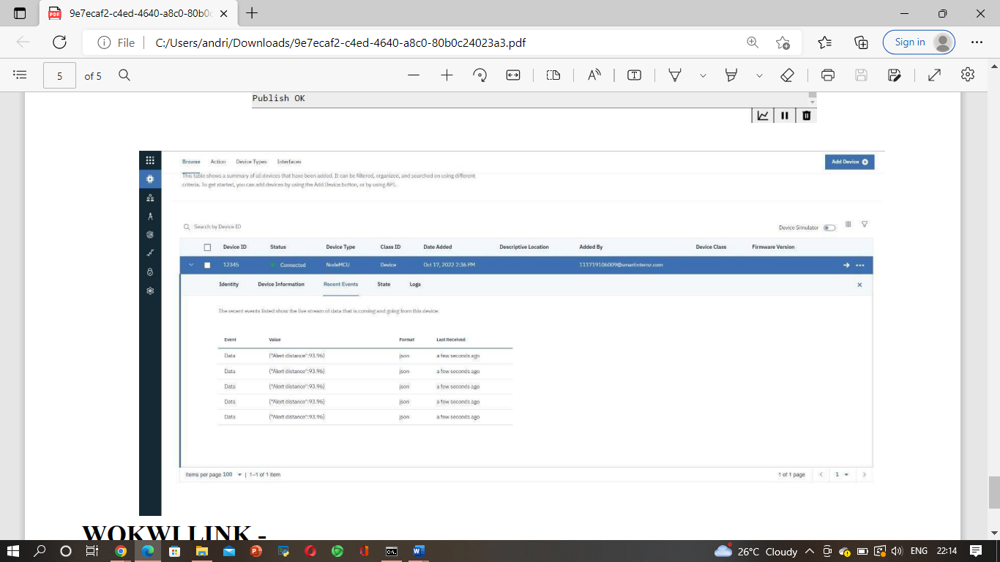 9e7ecaf2-c4ed-4640-a8c0-80b0c
File
C:/Users/andri/Downloads/9e7ecaf2-c4ed-4640-a8c0-80b0c24023a3.pdf
Sign in
5 of 5
Publish OK
Browse Action Device Types Interfaces
Add Device
This table shows a summary of all devices that have been added. It can be filtered, organized, and searched on using different
criteria. To get started, you can add devices by using the Add Device button, or by using API.
Search by Device ID
Device Simulator
Device ID Status Device Type Class ID Date Added Descriptive Location Added By Device Class Firmware Version
12345 Connected NodeMCU Device Oct 17, 2022 2:36 PM 111719106009@smartinternz.com
Identity Device Information Recent Events State Logs
The recent events listed show the live stream of data that is coming and going from this device.
Event Value Format Last Received
Data {"Alert distance":93.96} json a few seconds ago
Data {"Alert distance":93.96} json a few seconds ago
Data {"Alert distance":93.96} json a few seconds ago
Data {"Alert distance":93.96} json a few seconds ago
Data {"Alert distance":93.96} json a few seconds ago
Items per page 100 | 1–1 of 1 item
1 of 1 page 1
WOKWI LINK -
26°C Cloudy ENG 22:14